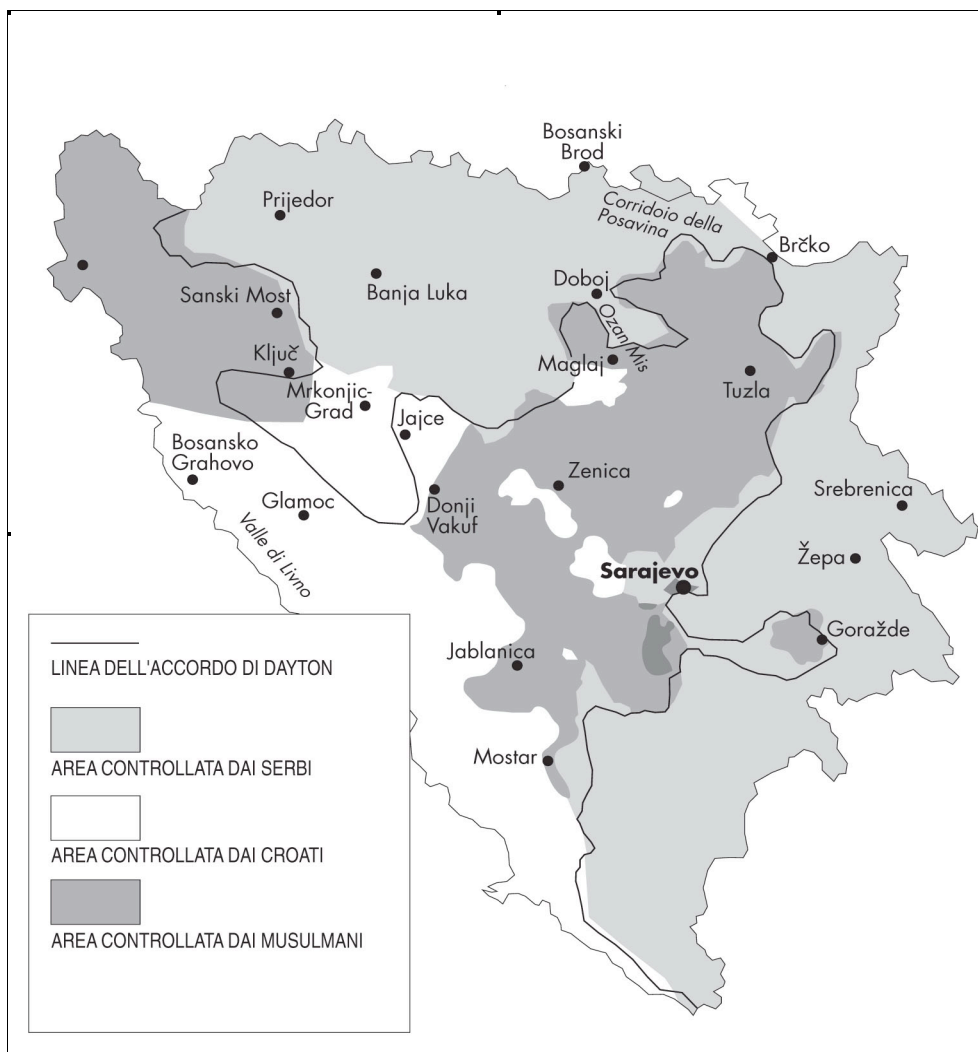 Bosanski
Brod
Prijedor
Corridoio della
Posavina
Brčko
Sanski Most
Banja Luka
Doboj
Ozan Mis
Ključ
Maglaj
Mrkonjic-
Grad
Tuzla
Jajce
Bosansko
Grahovo
Zenica
Srebrenica
Glamoc
Donji
Vakuf
Valle di Livno
Žepa
Sarajevo
Goražde
Jablanica
Mostar
LINEA DELL'ACCORDO DI DAYTON
AREA CONTROLLATA DAI SERBI
AREA CONTROLLATA DAI CROATI
AREA CONTROLLATA DAI MUSULMANI